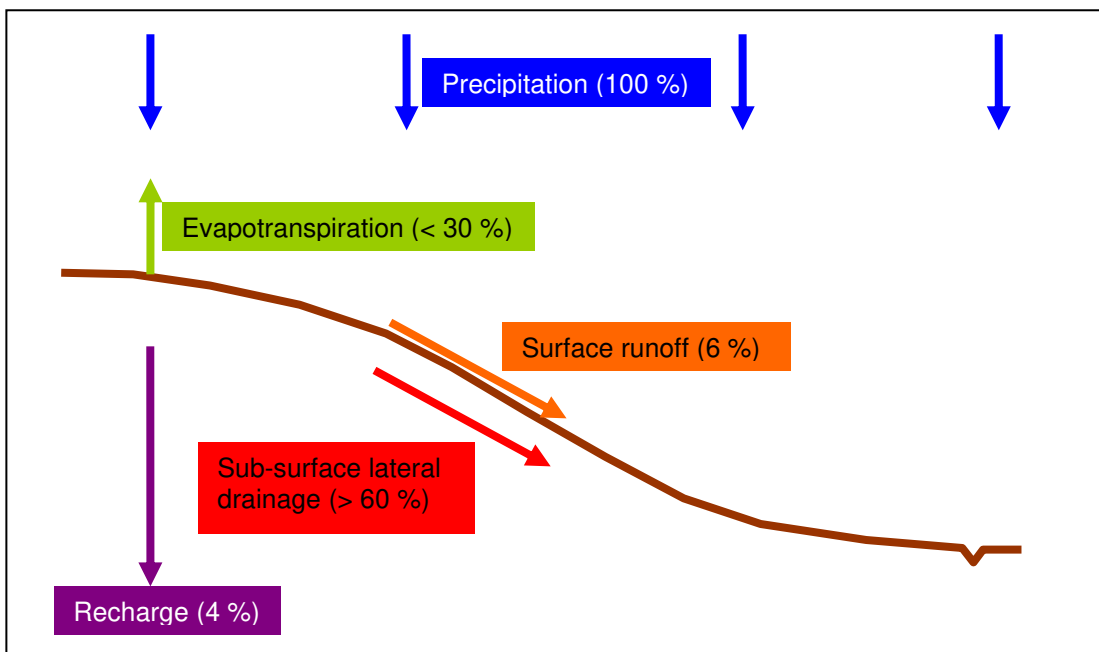 Precipitation (100 %)
Evapotranspiration (< 30 %)
Surface runoff (6 %)
Sub-surface lateral
drainage (> 60 %)
Recharge (4 %)